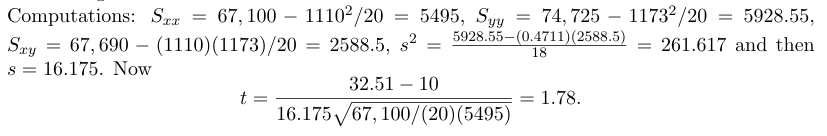 Computations: S_xx = 67,100 − 1110²/20 = 5495, S_yy = 74,725 − 1173²/20 = 5928.55,
S_xy = 67,690 − (1110)(1173)/20 = 2588.5, s² = (5928.55−(0.4711)(2588.5))/18 = 261.617 and then
s = 16.175. Now
t = (32.51 − 10)/(16.175√(67,100/(20)(5495))) = 1.78.